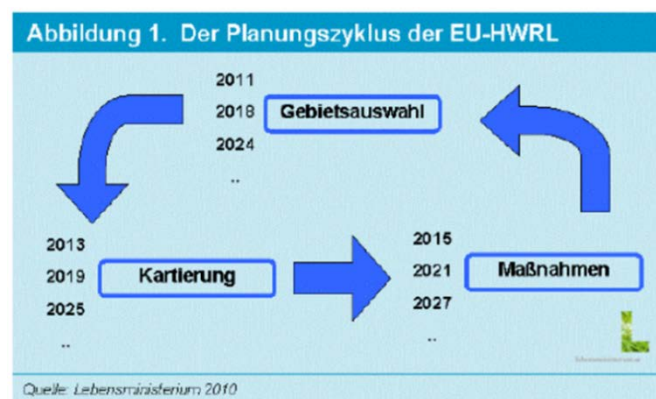 Abbildung 1. Der Planungszyklus der EU-HWRL
2011
2018
2024
..
Gebietsauswahl
2013
2019
2025
..
Kartierung
2015
2021
2027
..
Maßnahmen
Quelle: Lebensministerium 2010